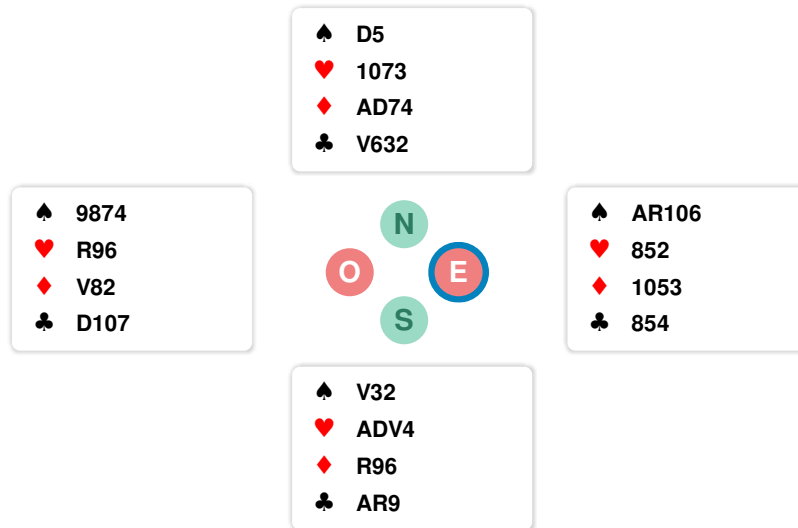 ♠ D5
♥ 1073
♦ AD74
♣ V632
♠ 9874
♥ R96
♦ V82
♣ D107
N
O E
S
♠ AR106
♥ 852
♦ 1053
♣ 854
♠ V32
♥ ADV4
♦ R96
♣ AR9